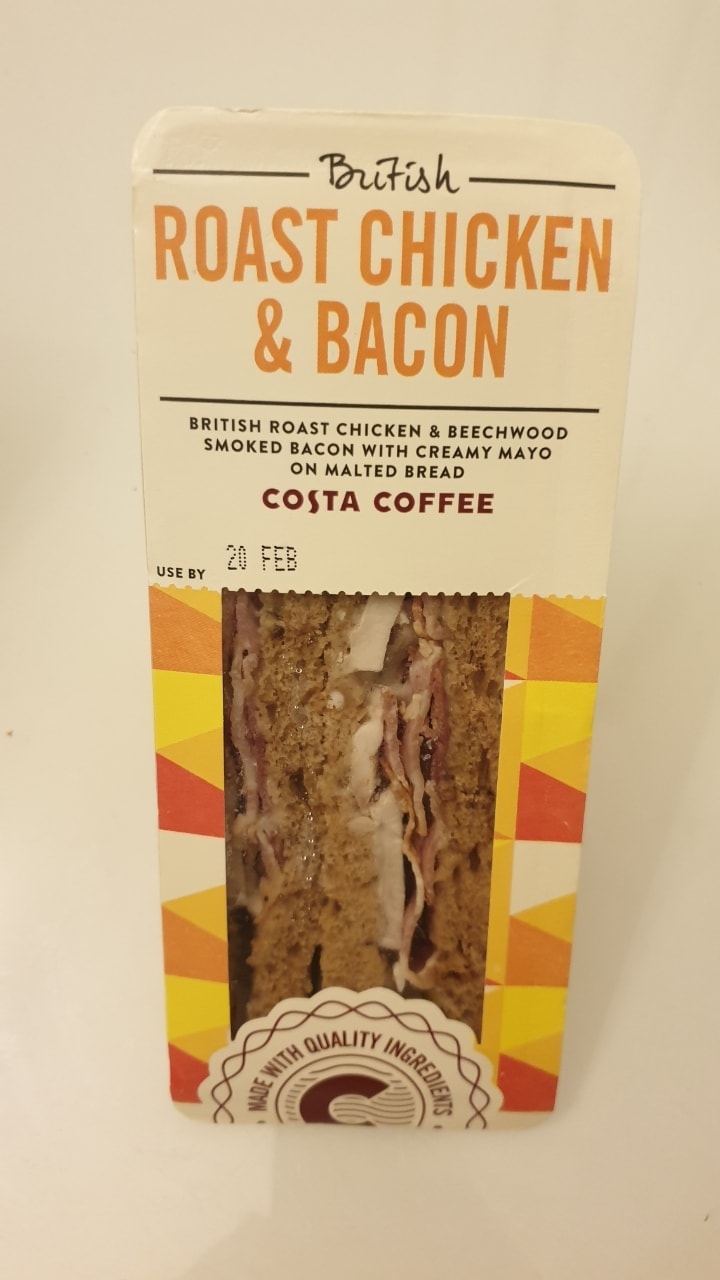 British
ROAST CHICKEN
& BACON
BRITISH ROAST CHICKEN & BEECHWOOD
SMOKED BACON WITH CREAMY MAYO
ON MALTED BREAD
COSTA COFFEE
USE BY 20 FEB
MADE WITH QUALITY INGREDIENTS